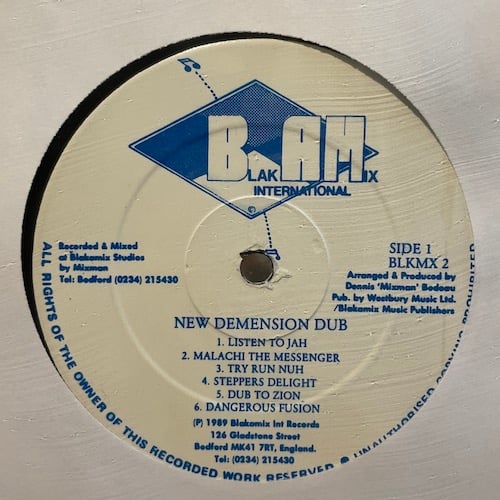 BLAKAMIX
INTERNATIONAL
©
Recorded & Mixed
at Blakamix Studios
by Mixman
Tel: Bedford (0234) 215430
SIDE 1
BLKMX 2
Arranged & Produced by
Dennis 'Mixman' Bedeau
Pub. by Westbury Music Ltd.
/Blakamix Music Publishers
NEW DEMENSION DUB
1. LISTEN TO JAH
2. MALACHI THE MESSENGER
3. TRY RUN NUH
4. STEPPERS DELIGHT
5. DUB TO ZION
6. DANGEROUS FUSION
(P) 1989 Blakamix Int Records
126 Gladstone Street
Bedford MK41 7RT, England.
Tel: (0234) 215430
ALL RIGHTS OF THE OWNER OF THIS RECORDED WORK RESERVED ● UNAUTHORISED COPYING PROHIBITED